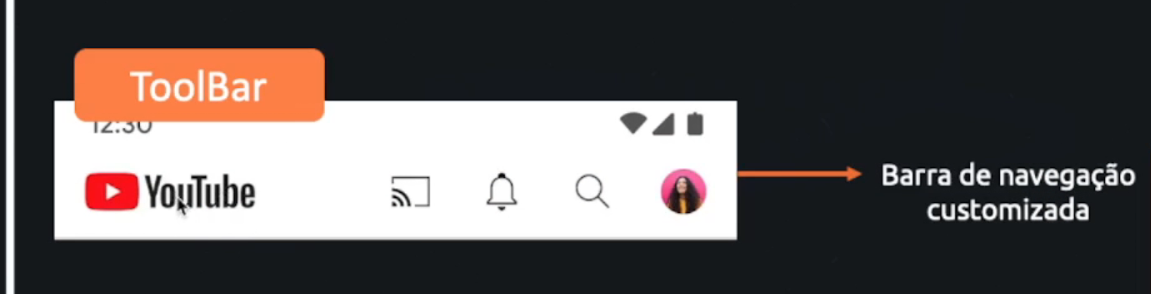 ToolBar
12:30
YouTube
Barra de navegação
customizada